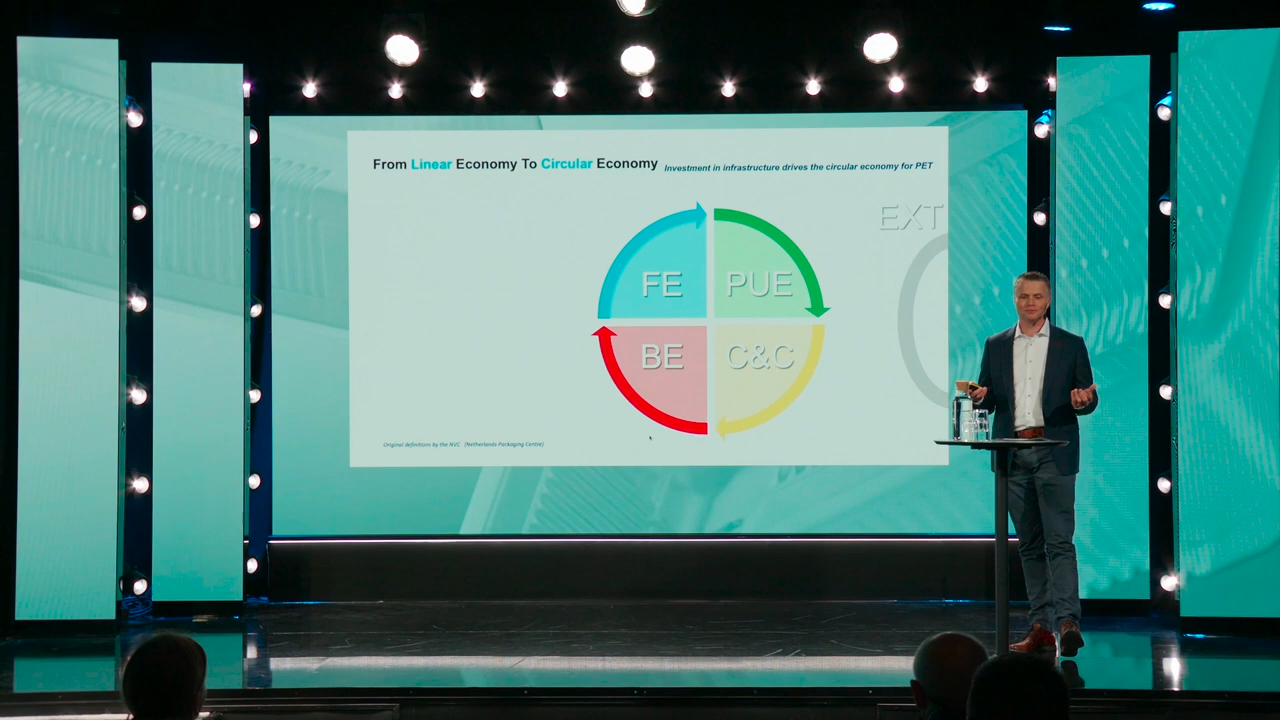 From Linear Economy To Circular Economy Investment in infrastructure drives the circular economy for PET
EXT
FE PUE
BE C&C
Original definitions by the NVC (Netherlands Packaging Centre)